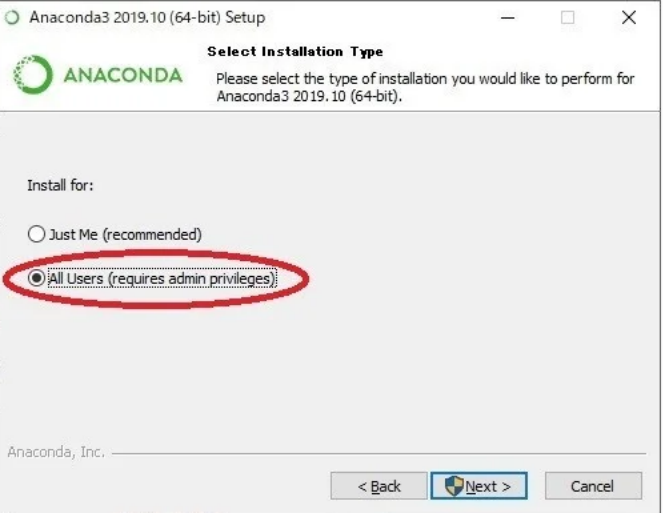 Anaconda3 2019.10 (64-bit) Setup
Select Installation Type
ANACONDA
Please select the type of installation you would like to perform for
Anaconda3 2019.10 (64-bit).
Install for:
Just Me (recommended)
All Users (requires admin privileges)
Anaconda, Inc.
< Back
Next >
Cancel